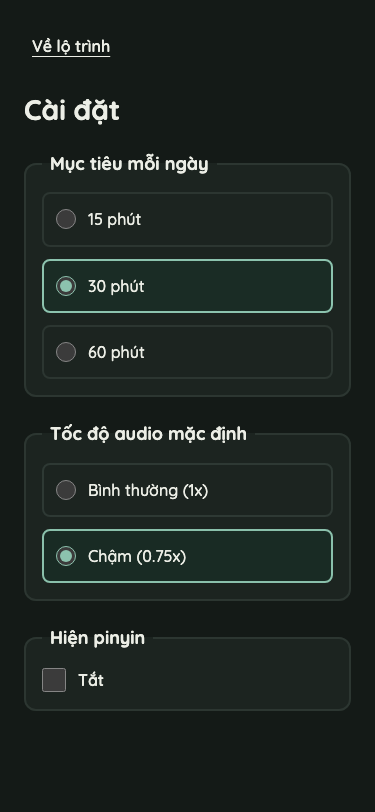 Về lộ trình
Cài đặt
Mục tiêu mỗi ngày
15 phút
30 phút
60 phút
Tốc độ audio mặc định
Bình thường (1x)
Chậm (0.75x)
Hiện pinyin
Tắt